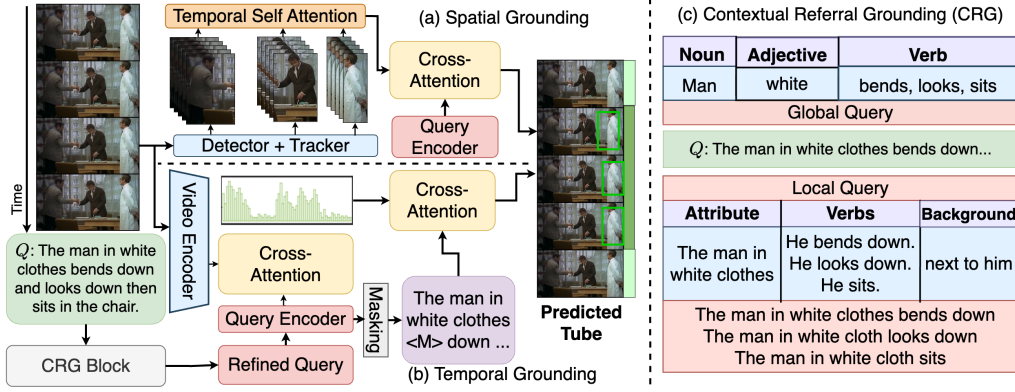 Temporal Self Attention
(a) Spatial Grounding
Cross-
Attention
Query
Encoder
Detector + Tracker
Time
Video Encoder
Cross-
Attention
Cross-
Attention
Q: The man in white
clothes bends down
and looks down then
sits in the chair.
CRG Block
Refined Query
Query Encoder
Masking
The man in
white clothes
<M> down ...
(b) Temporal Grounding
Predicted
Tube
(c) Contextual Referral Grounding (CRG)
Noun Adjective Verb
Man white bends, looks, sits
Global Query
Q: The man in white clothes bends down...
Local Query
Attribute Verbs Background
The man in
white clothes
He bends down.
He looks down.
He sits.
next to him
The man in white clothes bends down
The man in white cloth looks down
The man in white cloth sits